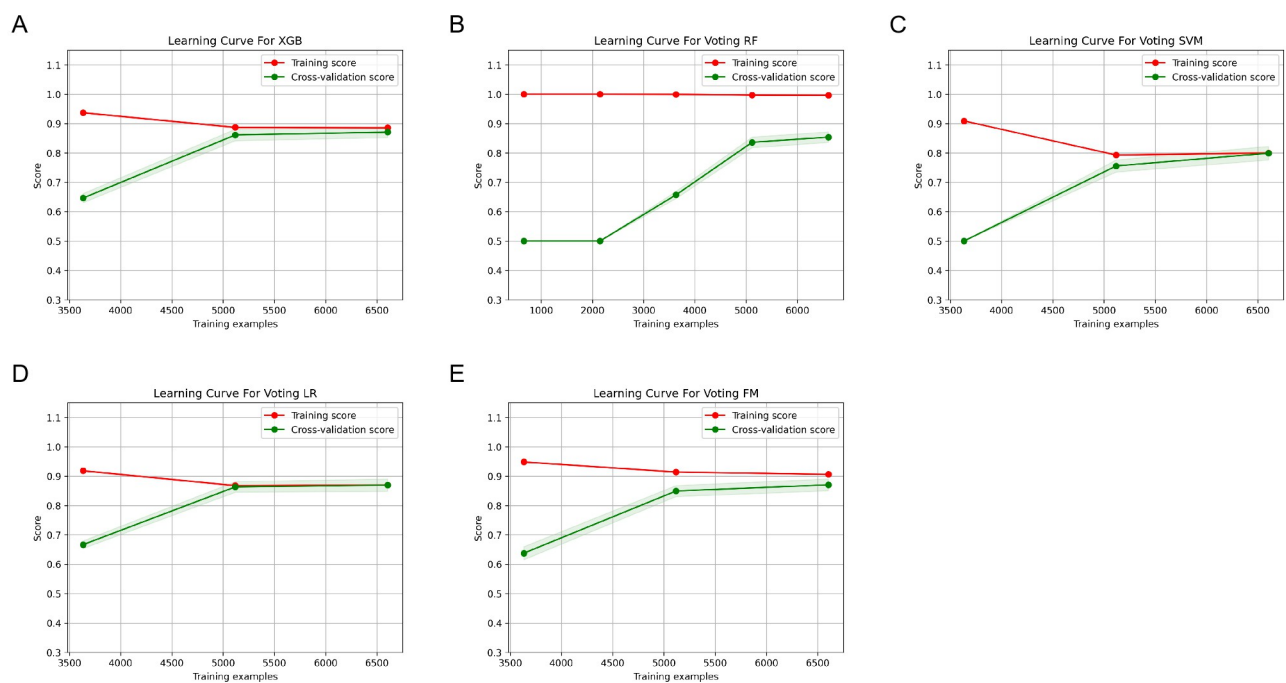 A
Learning Curve For XGB
Training score
Cross-validation score
1.1
1.0
0.9
0.8
0.7
0.6
0.5
0.4
0.3
Score
3500 4000 4500 5000 5500 6000 6500
Training examples
B
Learning Curve For Voting RF
Training score
Cross-validation score
1.1
1.0
0.9
0.8
0.7
0.6
0.5
0.4
0.3
Score
1000 2000 3000 4000 5000 6000
Training examples
C
Learning Curve For Voting SVM
Training score
Cross-validation score
1.1
1.0
0.9
0.8
0.7
0.6
0.5
0.4
0.3
Score
3500 4000 4500 5000 5500 6000 6500
Training examples
D
Learning Curve For Voting LR
Training score
Cross-validation score
1.1
1.0
0.9
0.8
0.7
0.6
0.5
0.4
0.3
Score
3500 4000 4500 5000 5500 6000 6500
Training examples
E
Learning Curve For Voting FM
Training score
Cross-validation score
1.1
1.0
0.9
0.8
0.7
0.6
0.5
0.4
0.3
Score
3500 4000 4500 5000 5500 6000 6500
Training examples